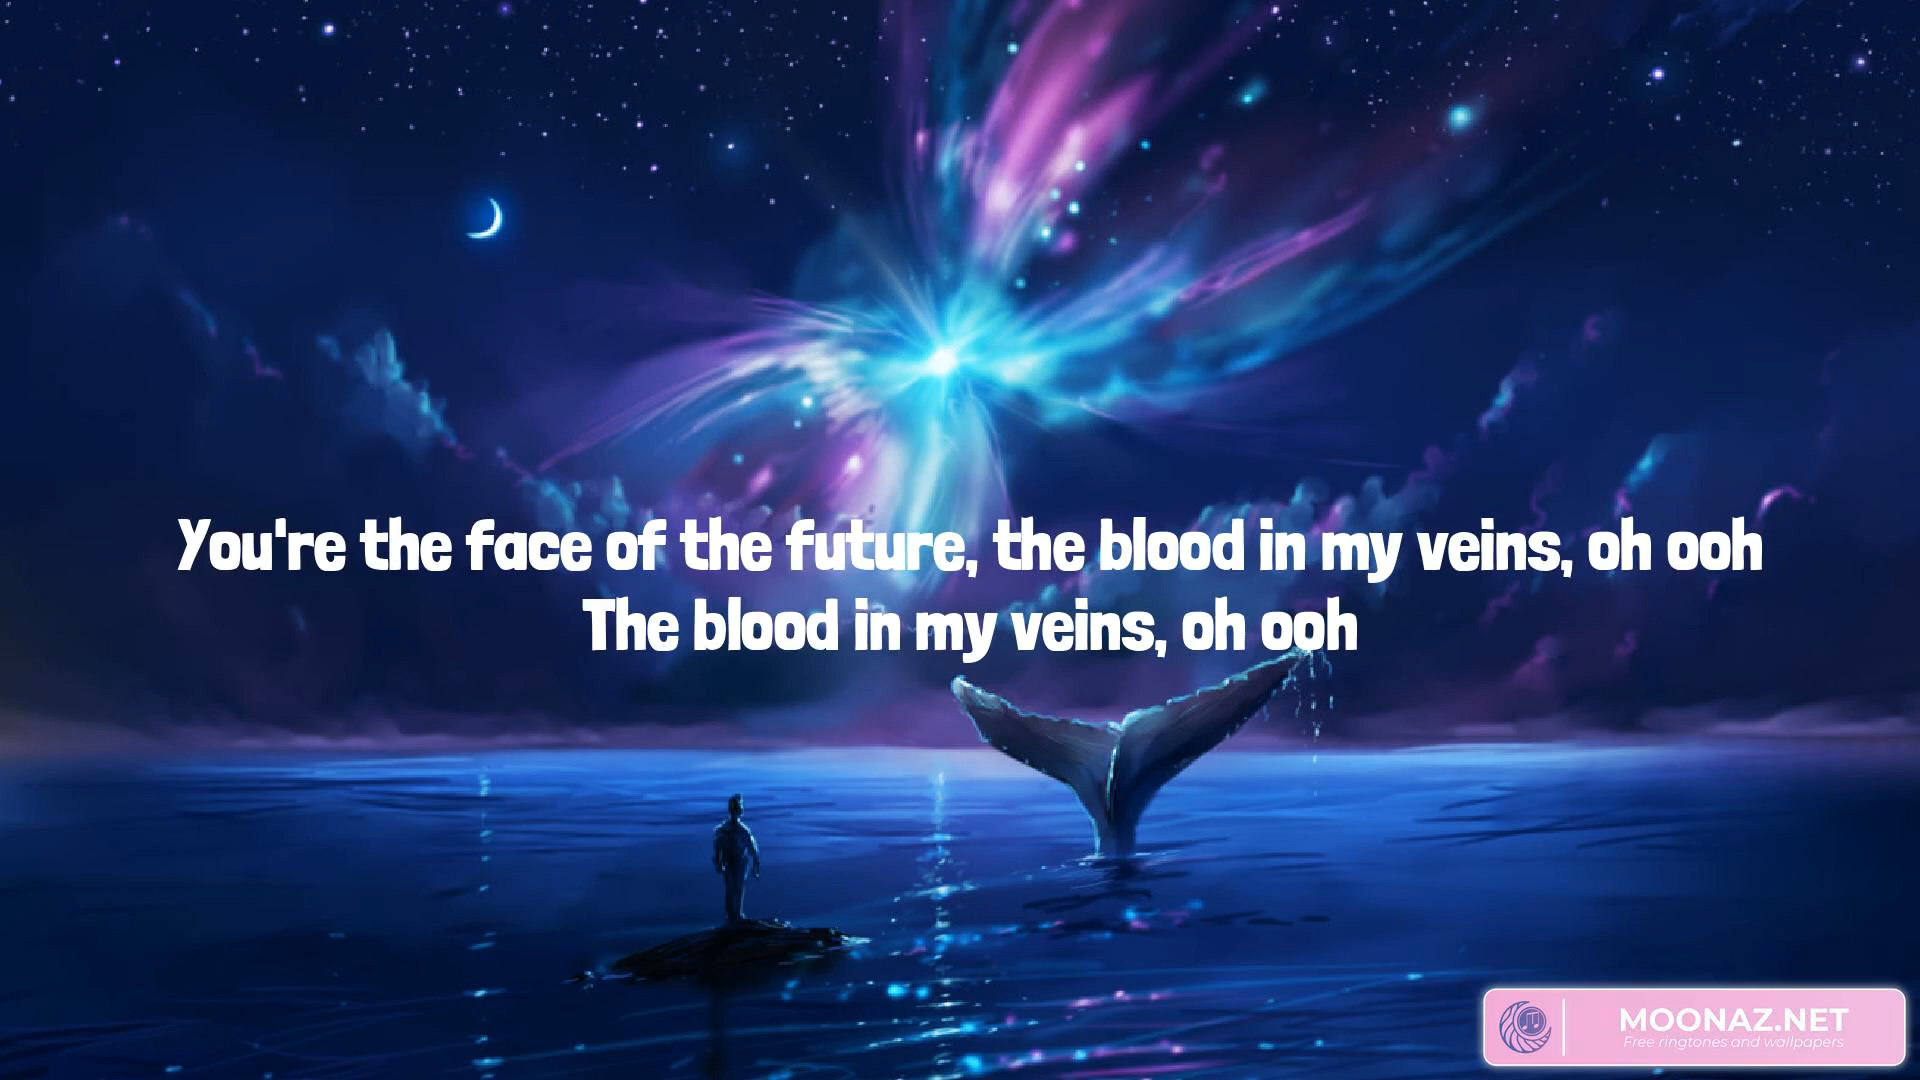 You're the face of the future, the blood in my veins, oh ooh
The blood in my veins, oh ooh
MOONAZ.NET
Free ringtones and wallpapers